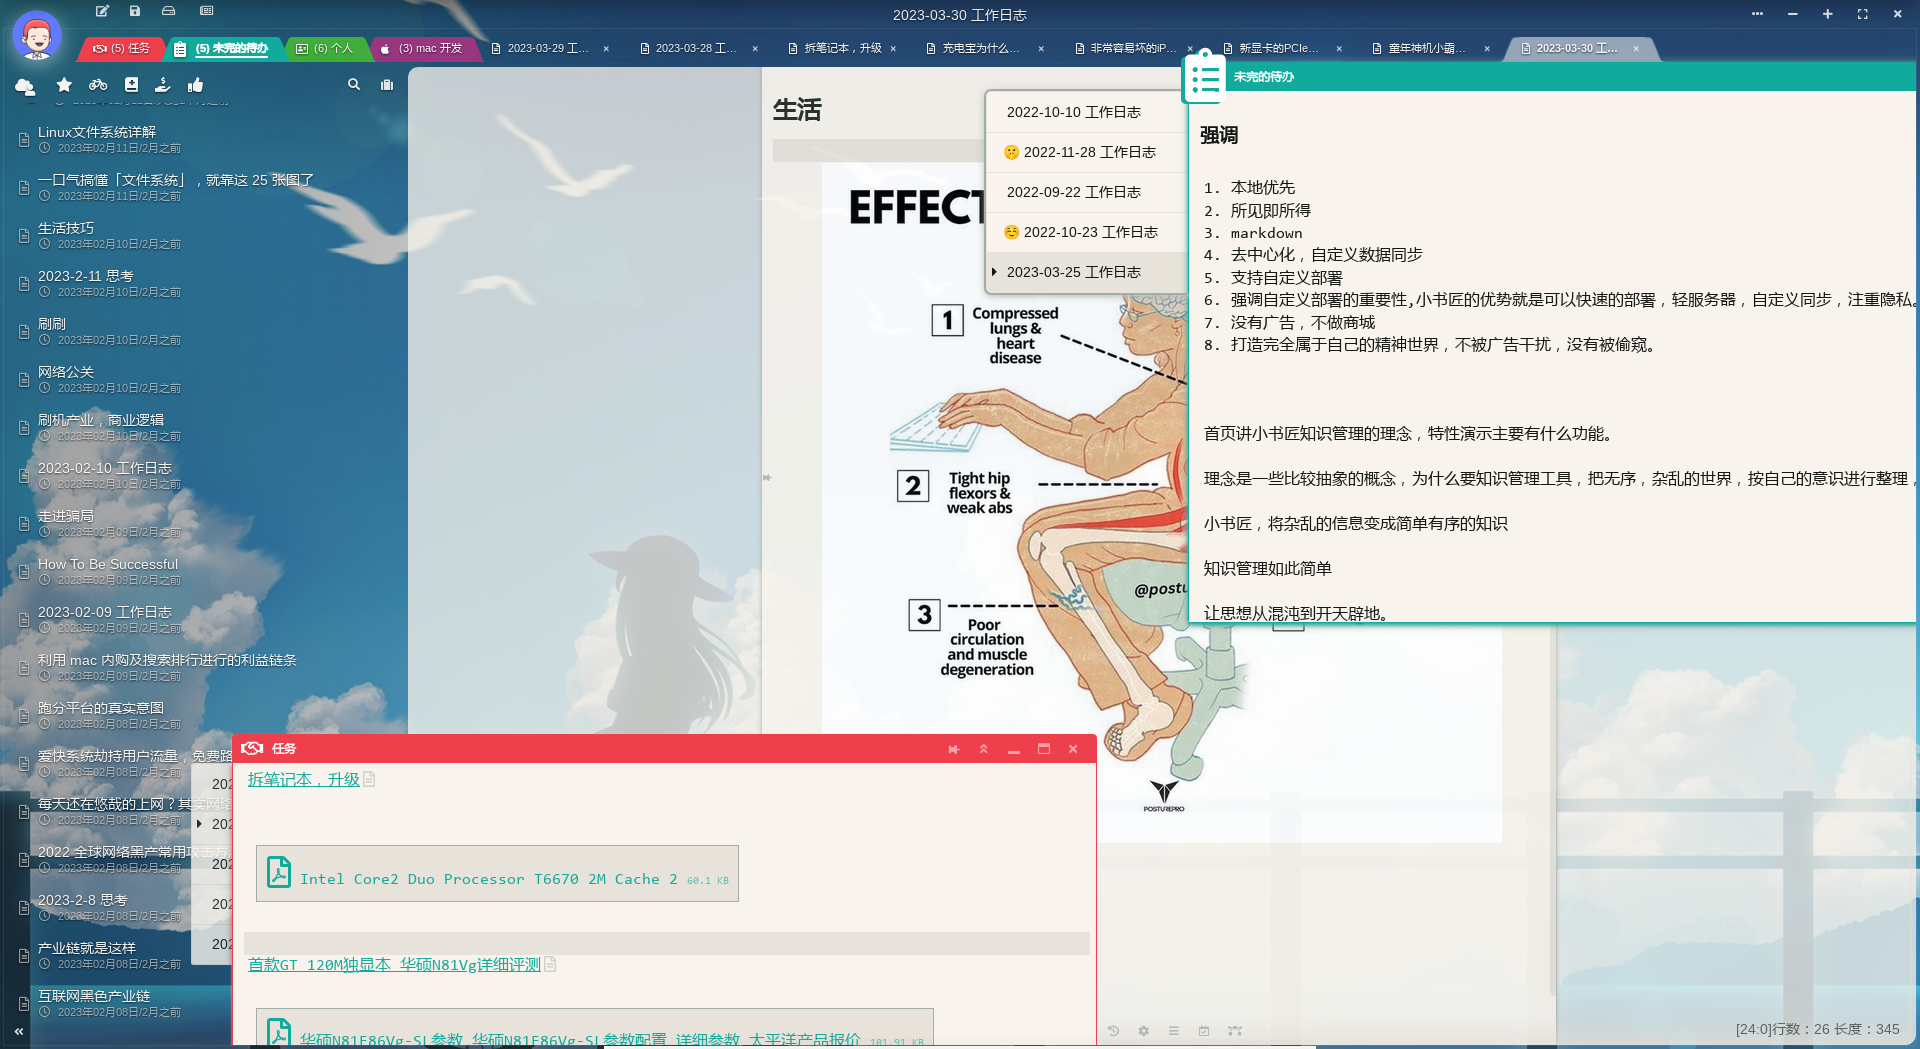 2023-03-30 工作日志
(5) 任务
(5) 未完的待办
(6) 个人
(3) mac 开发
2023-03-29 工...
2023-03-28 工...
拆笔记本，升级
充电宝为什么...
非常容易坏的iP...
新显卡的PCIe...
童年神机小霸...
2023-03-30 工...
Linux文件系统详解
2023年02月11日/2月之前
一口气搞懂「文件系统」，就靠这 25 张图了
2023年02月11日/2月之前
生活技巧
2023年02月10日/2月之前
2023-2-11 思考
2023年02月10日/2月之前
刷刷
2023年02月10日/2月之前
网络公关
2023年02月10日/2月之前
刷机产业，商业逻辑
2023年02月10日/2月之前
2023-02-10 工作日志
2023年02月10日/2月之前
走进骗局
2023年02月09日/2月之前
How To Be Successful
2023年02月09日/2月之前
2023-02-09 工作日志
2023年02月09日/2月之前
利用 mac 内购及搜索排行进行的利益链条
2023年02月09日/2月之前
跑分平台的真实意图
2023年02月08日/2月之前
爱快系统劫持用户流量，免费路
2023年02月08日/2月之前
每天还在悠哉的上网？其实网络
2023年02月08日/2月之前
2022 全球网络黑产常用攻击方
2023年02月08日/2月之前
2023-2-8 思考
2023年02月08日/2月之前
产业链就是这样
2023年02月08日/2月之前
互联网黑色产业链
2023年02月08日/2月之前
202
202
202
202
202
生活
EFFECT
1 Compressed
lungs &
heart
disease
2 Tight hip
flexors &
weak abs
3 Poor
circulation
and muscle
degeneration
@postu
POSTUREPRO
2022-10-10 工作日志
2022-11-28 工作日志
2022-09-22 工作日志
2022-10-23 工作日志
2023-03-25 工作日志
未完的待办
强调
1. 本地优先
2. 所见即所得
3. markdown
4. 去中心化，自定义数据同步
5. 支持自定义部署
6. 强调自定义部署的重要性,小书匠的优势就是可以快速的部署，轻服务器，自定义同步，注重隐私。
7. 没有广告，不做商城
8. 打造完全属于自己的精神世界，不被广告干扰，没有被偷窥。
首页讲小书匠知识管理的理念，特性演示主要有什么功能。
理念是一些比较抽象的概念，为什么要知识管理工具，把无序，杂乱的世界，按自己的意识进行整理，
小书匠，将杂乱的信息变成简单有序的知识
知识管理如此简单
让思想从混沌到开天辟地。
任务
拆笔记本，升级
Intel Core2 Duo Processor T6670 2M Cache 2 60.1 KB
首款GT 120M独显本 华硕N81Vg详细评测
华硕N81E86Vg-SL参数 华硕N81E86Vg-SL参数配置 详细参数 太平洋产品报价 101.91 KB
[24:0]行数：26 长度：345